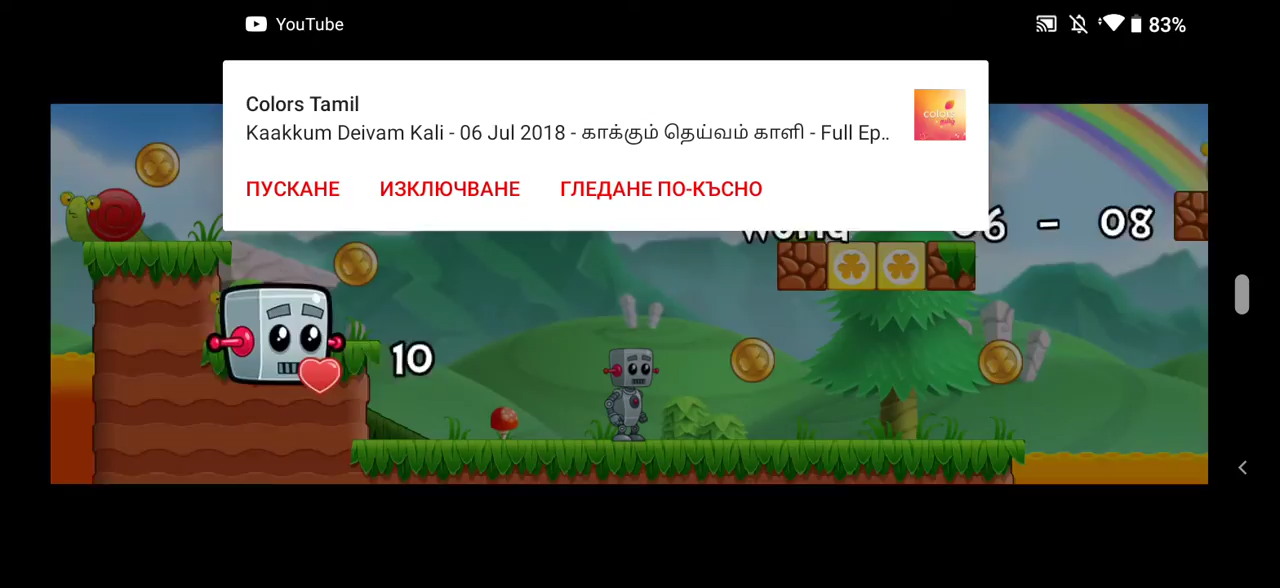 YouTube
83%
Colors Tamil
Kaakkum Deivam Kali - 06 Jul 2018 - காக்கும் தெய்வம் காளி - Full Ep..
ПУСКАНЕ ИЗКЛЮЧВАНЕ ГЛЕДАНЕ ПО-КЪСНО
World 06 - 08
10